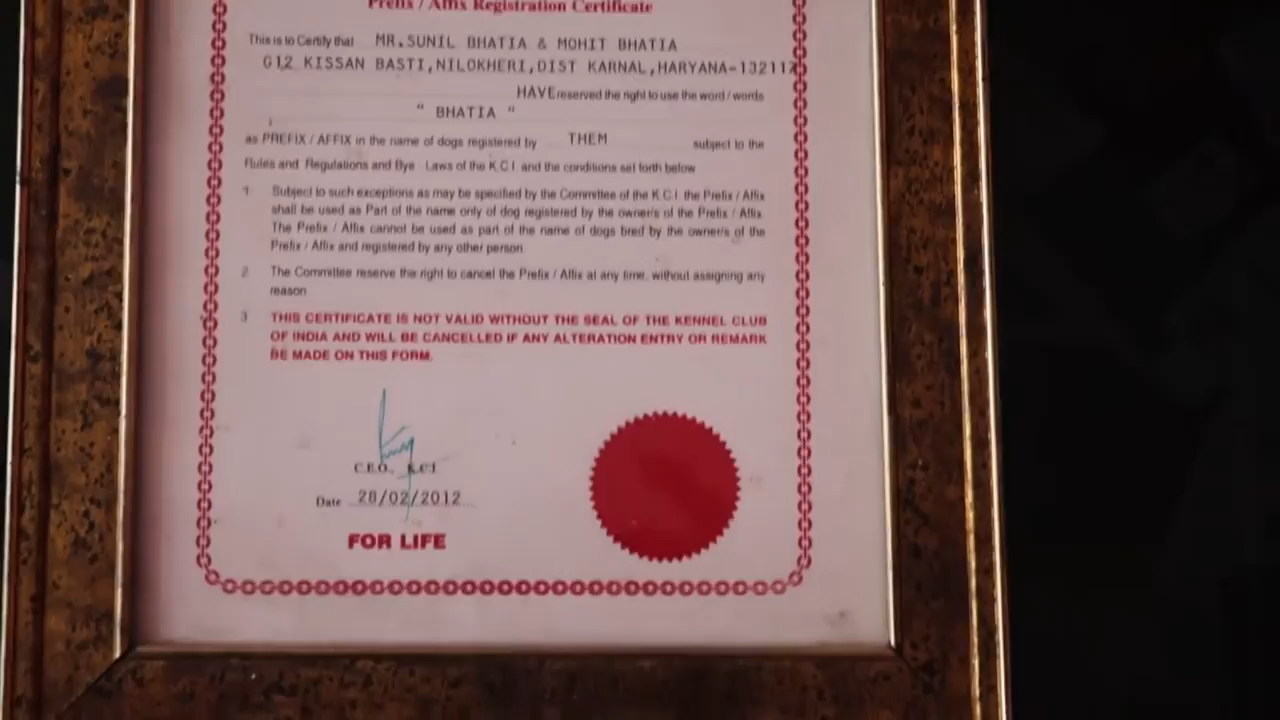 Prefix / Affix Registration Certificate
This is to Certify that MR.SUNIL BHATIA & MOHIT BHATIA
G12 KISSAN BASTI,NILOKHERI,DIST KARNAL,HARYANA-132117
HAVE reserved the right to use the word / words
" BHATIA "
as PREFIX / AFFIX in the name of dogs registered by THEM subject to the
Rules and Regulations and Bye Laws of the K.C.I. and the conditions set forth below
1 Subject to such exceptions as may be specified by the Committee of the K.C.I. the Prefix / Affix
shall be used as Part of the name only of dog registered by the owner/s of the Prefix / Affix.
The Prefix / Affix cannot be used as part of the name of dogs bred by the owner/s of the
Prefix / Affix and registered by any other person
2 The Committee reserve the right to cancel the Prefix / Affix at any time, without assigning any
reason
3 THIS CERTIFICATE IS NOT VALID WITHOUT THE SEAL OF THE KENNEL CLUB
OF INDIA AND WILL BE CANCELLED IF ANY ALTERATION ENTRY OR REMARK
BE MADE ON THIS FORM.
C.E.O., K.C.I
Date 28/02/2012
FOR LIFE